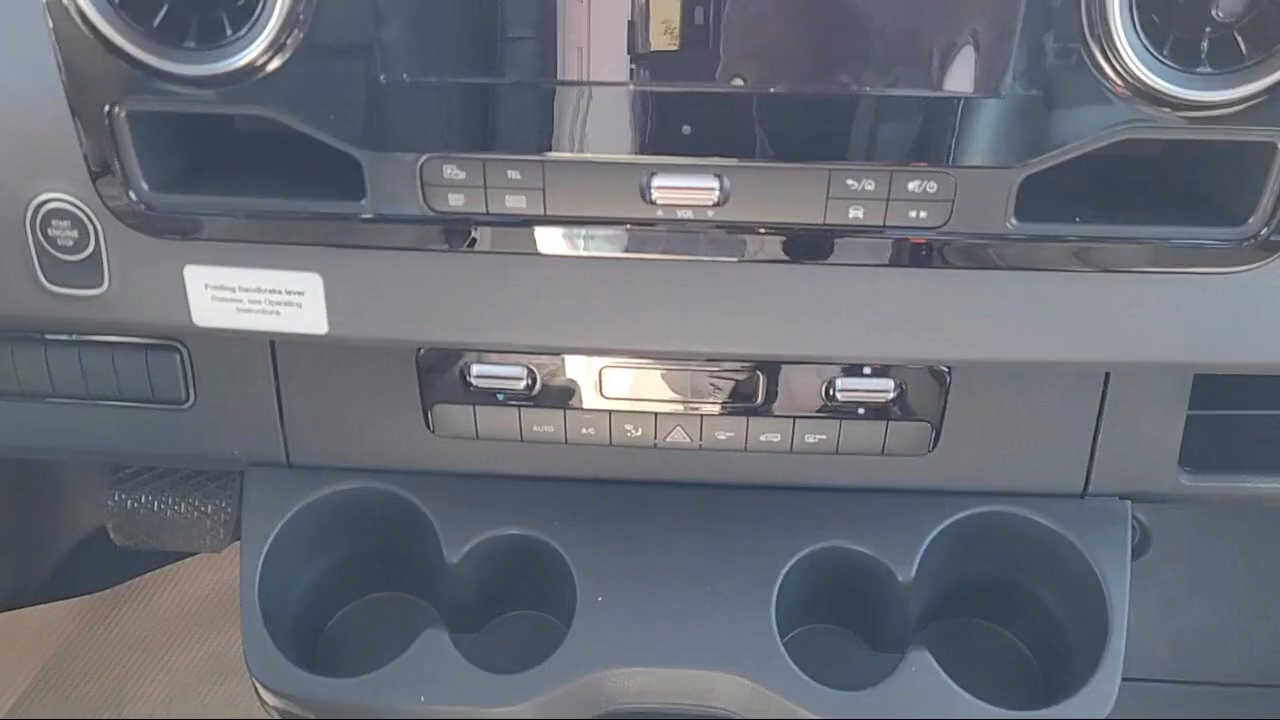 TEL
VOL
START
ENGINE
STOP
Folding handbrake lever
Release, see Operating
Instructions
AUTO
A/C